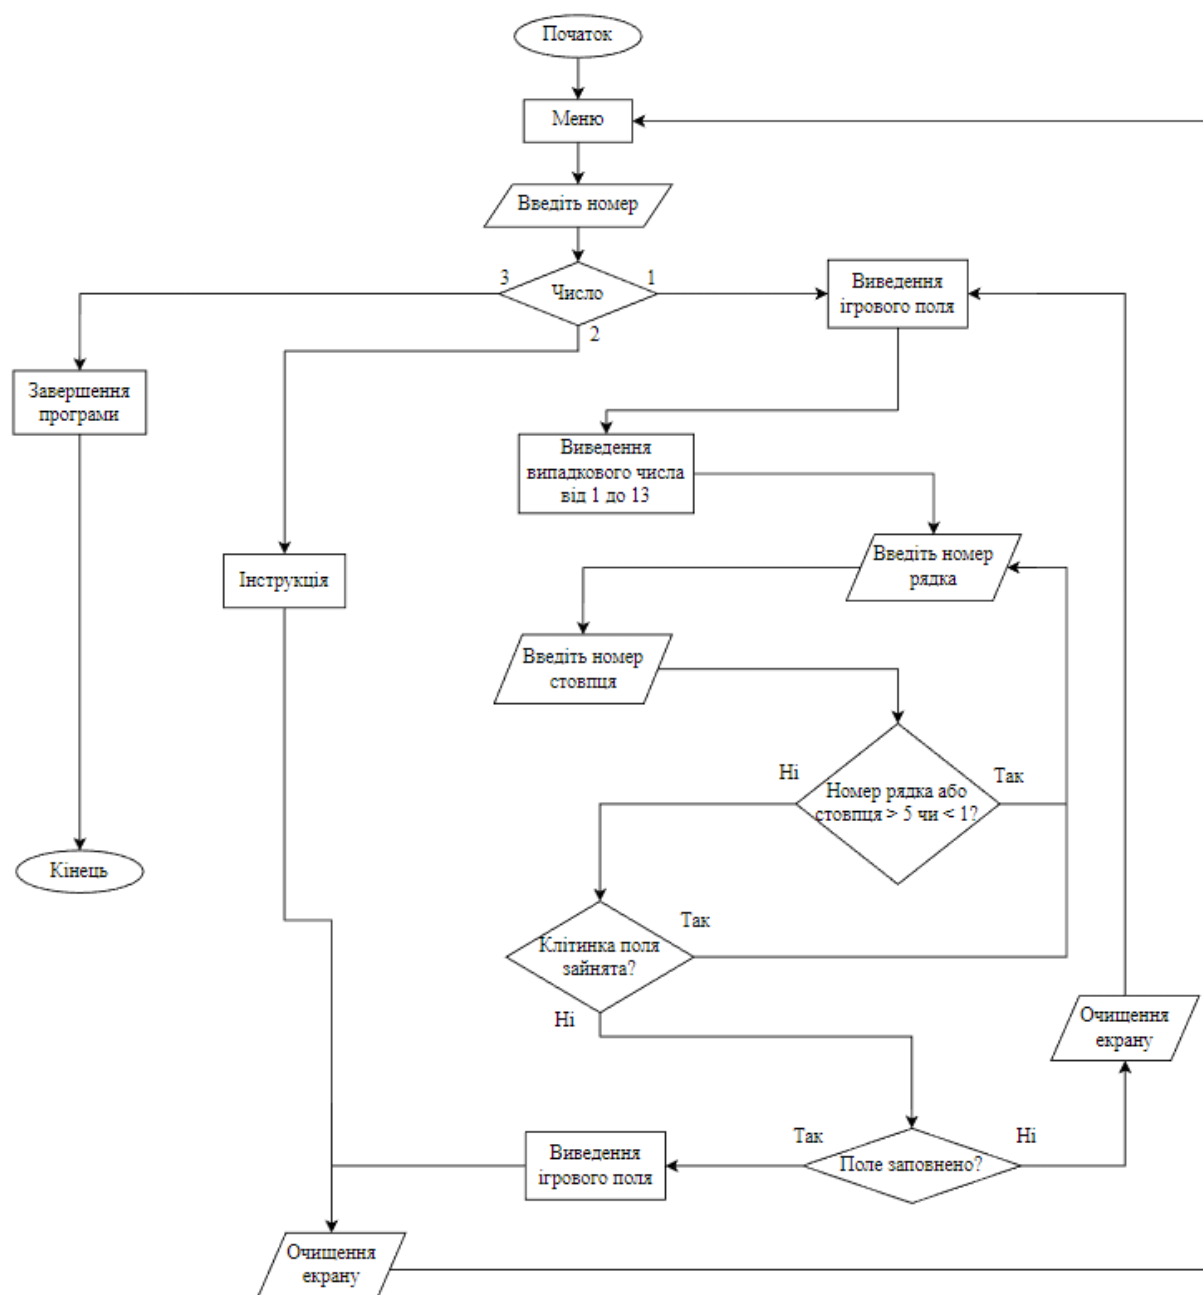 Початок
Меню
Введіть номер
3
Число
1
2
Виведення
ігрового поля
Завершення
програми
Виведення
випадкового числа
від 1 до 13
Введіть номер
рядка
Інструкція
Введіть номер
стовпця
Ні
Номер рядка або
стовпця > 5 чи < 1?
Так
Кінець
Клітинка поля
зайнята?
Так
Ні
Очищення
екрану
Виведення
ігрового поля
Так
Поле заповнено?
Ні
Очищення
екрану